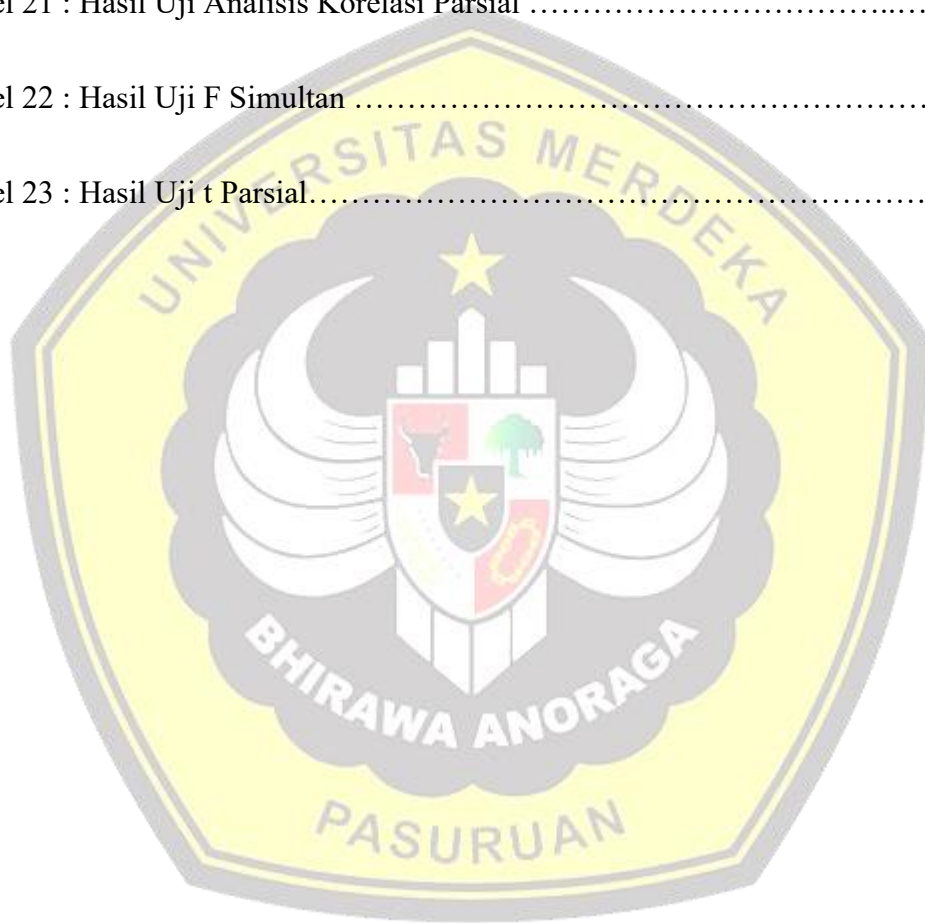 el 21 : Hasil Uji Analisis Korelasi Parsial ……………………………..…
el 22 : Hasil Uji F Simultan ………………………………………………
el 23 : Hasil Uji t Parsial……………………………………………………
UNIVERSITAS MERDEKA
BHIRAWA ANORAGA
PASURUAN